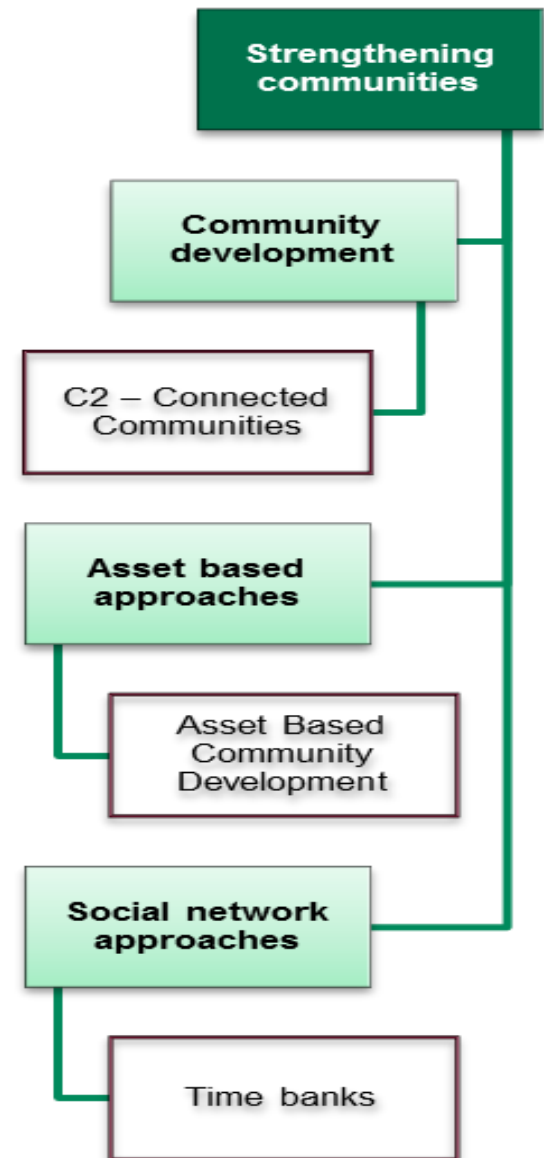 Strengthening
communities
Community
development
C2 – Connected
Communities
Asset based
approaches
Asset Based
Community
Development
Social network
approaches
Time banks